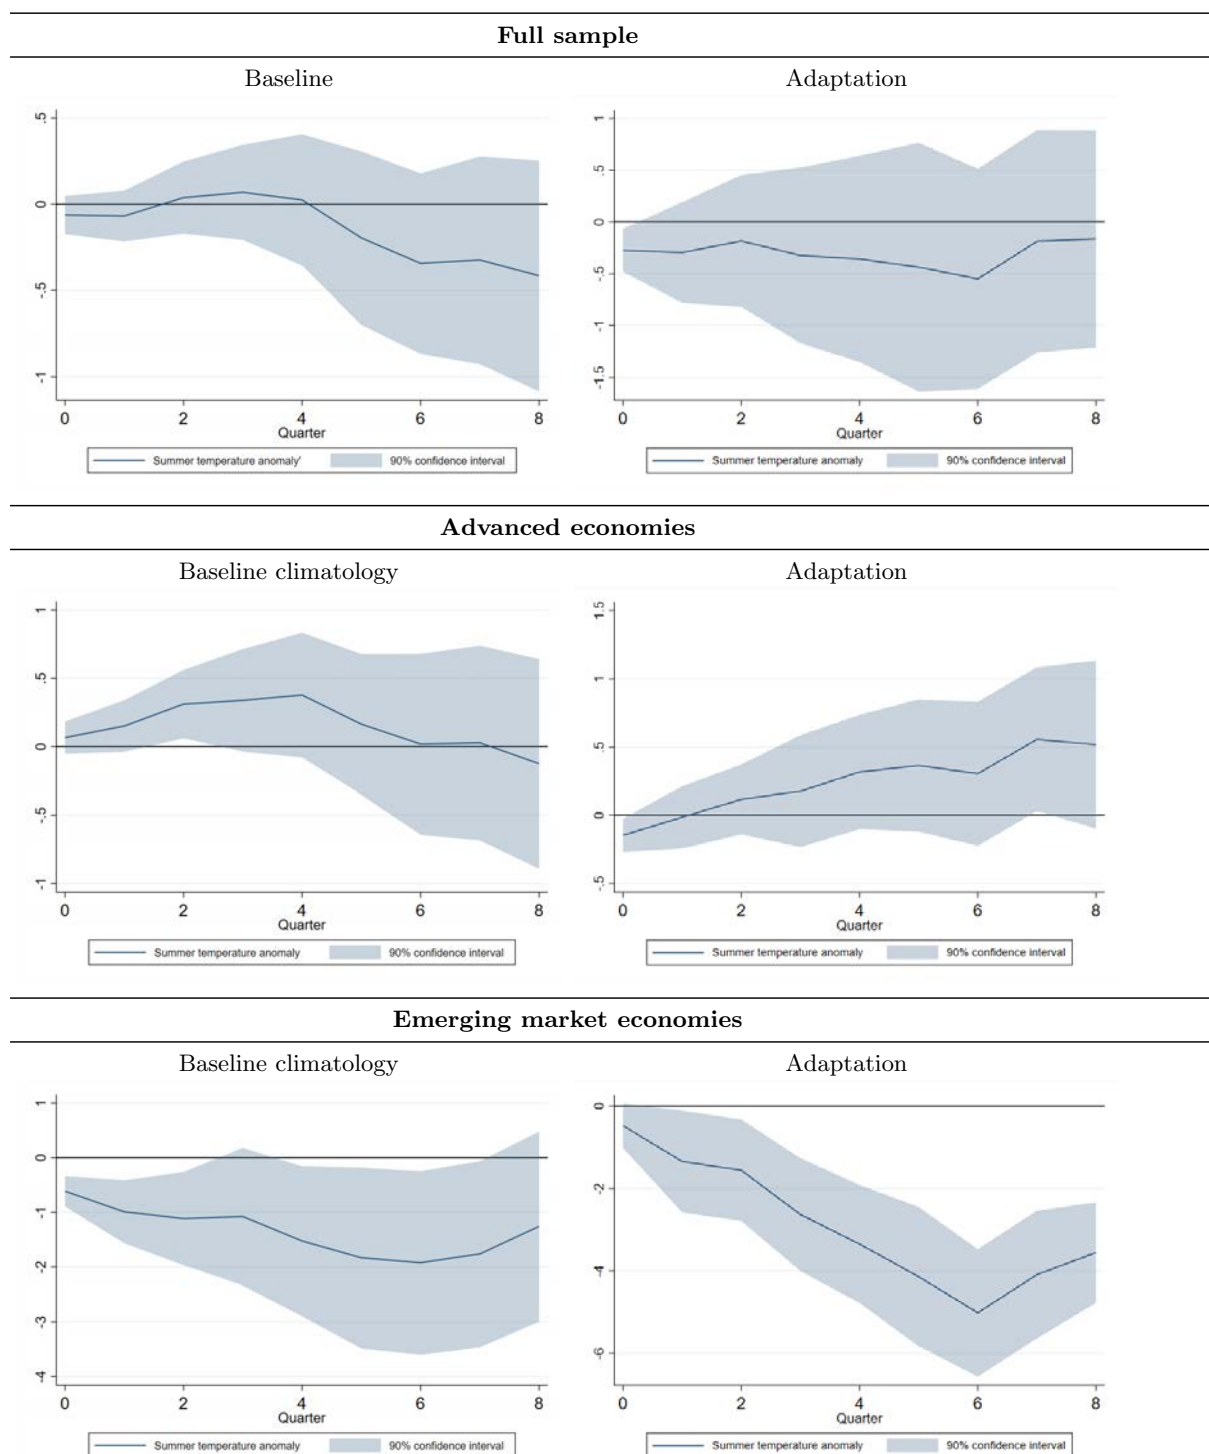 Full sample
Baseline
Adaptation
.5
0
-.5
-1
0 2 4 6 8
Quarter
Summer temperature anomaly' 90% confidence interval
1
.5
0
-.5
-1
-1.5
0 2 4 6 8
Quarter
Summer temperature anomaly 90% confidence interval
Advanced economies
Baseline climatology
Adaptation
1
.5
0
-.5
-1
0 2 4 6 8
Quarter
Summer temperature anomaly 90% confidence interval
1.5
1
.5
0
-.5
0 2 4 6 8
Quarter
Summer temperature anomaly 90% confidence interval
Emerging market economies
Baseline climatology
Adaptation
1
0
-1
-2
-3
-4
0 2 4 6 8
Quarter
Summer temperature anomaly 90% confidence interval
0
-2
-4
-6
0 2 4 6 8
Quarter
Summer temperature anomaly 90% confidence interval